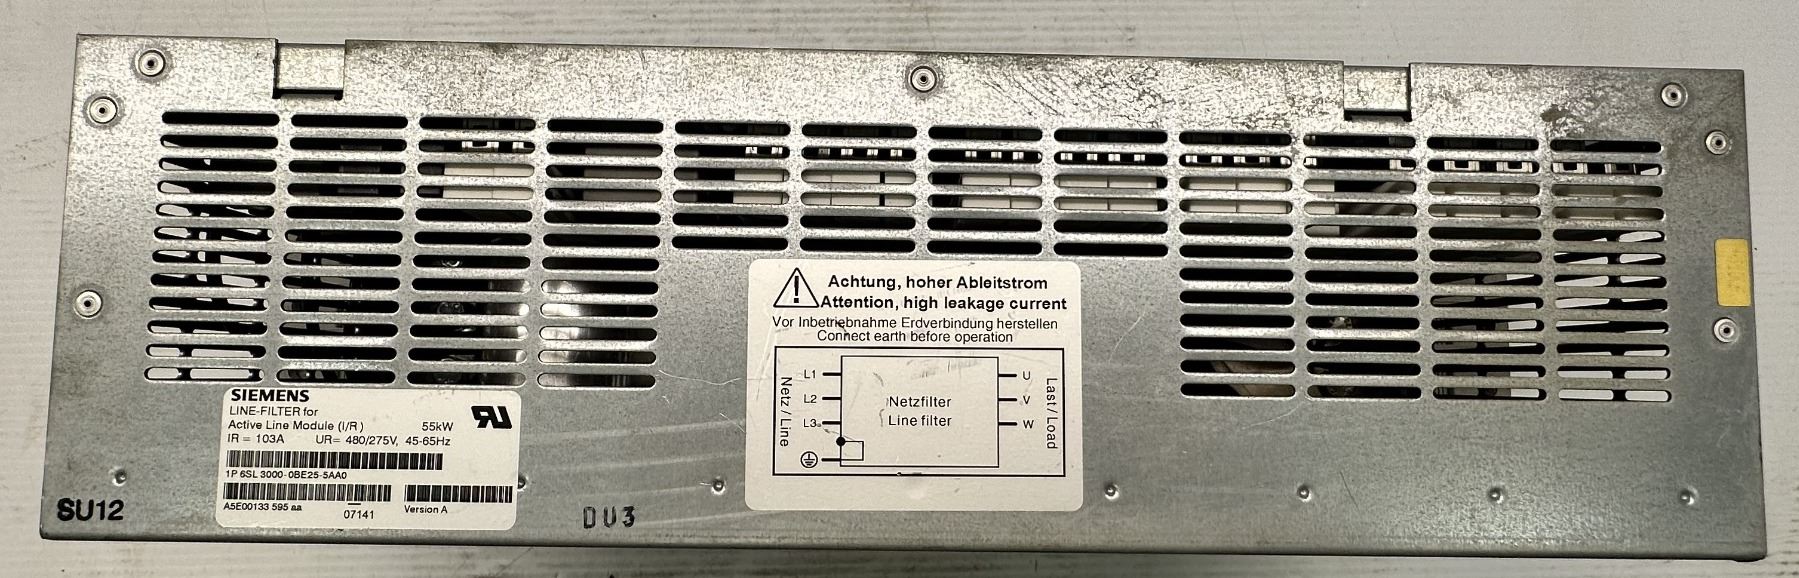 SIEMENS
LINE-FILTER for
Active Line Module (I/R) 55kW
IR = 103A UR= 480/275V, 45-65Hz
1P 6SL3000-0BE25-5AA0
A5E00133 595 aa 07141 Version A
SU12
DU3
Achtung, hoher Ableitstrom
Attention, high leakage current
Vor Inbetriebnahme Erdverbindung herstellen
Connect earth before operation
Netz/Line
L1
L2
L3
Netzfilter
Line filter
U
V
W
Last/Load